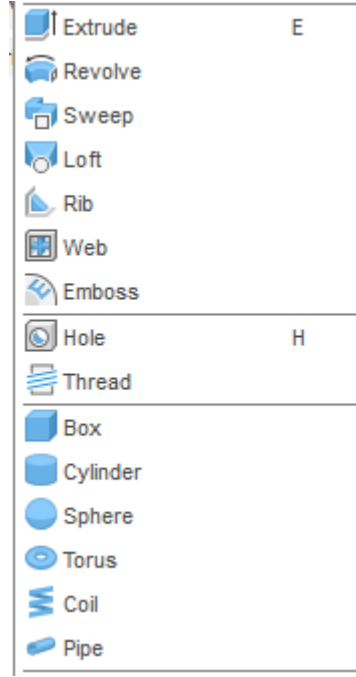 Extrude E
Revolve
Sweep
Loft
Rib
Web
Emboss
Hole H
Thread
Box
Cylinder
Sphere
Torus
Coil
Pipe